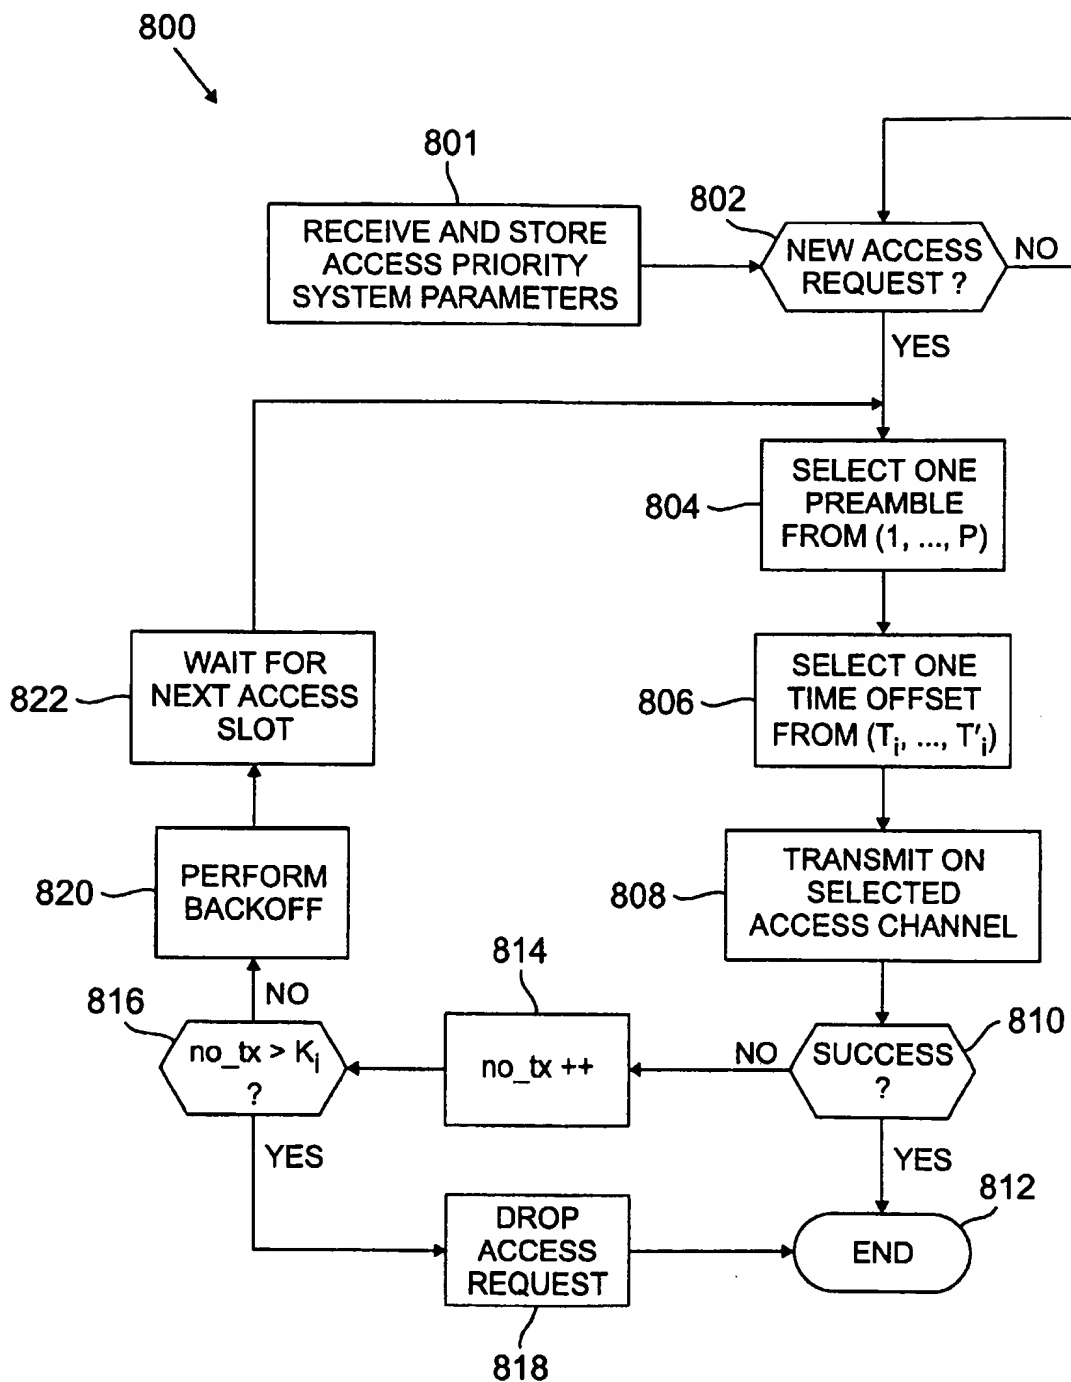 800
801
RECEIVE AND STORE
ACCESS PRIORITY
SYSTEM PARAMETERS
802
NEW ACCESS
REQUEST ?
NO
YES
804
SELECT ONE
PREAMBLE
FROM (1, ..., P)
806
SELECT ONE
TIME OFFSET
FROM (Ti, ..., T'i)
808
TRANSMIT ON
SELECTED
ACCESS CHANNEL
810
SUCCESS
?
NO
YES
812
END
814
no_tx ++
816
no_tx > Ki
?
NO
YES
818
DROP
ACCESS
REQUEST
820
PERFORM
BACKOFF
822
WAIT FOR
NEXT ACCESS
SLOT